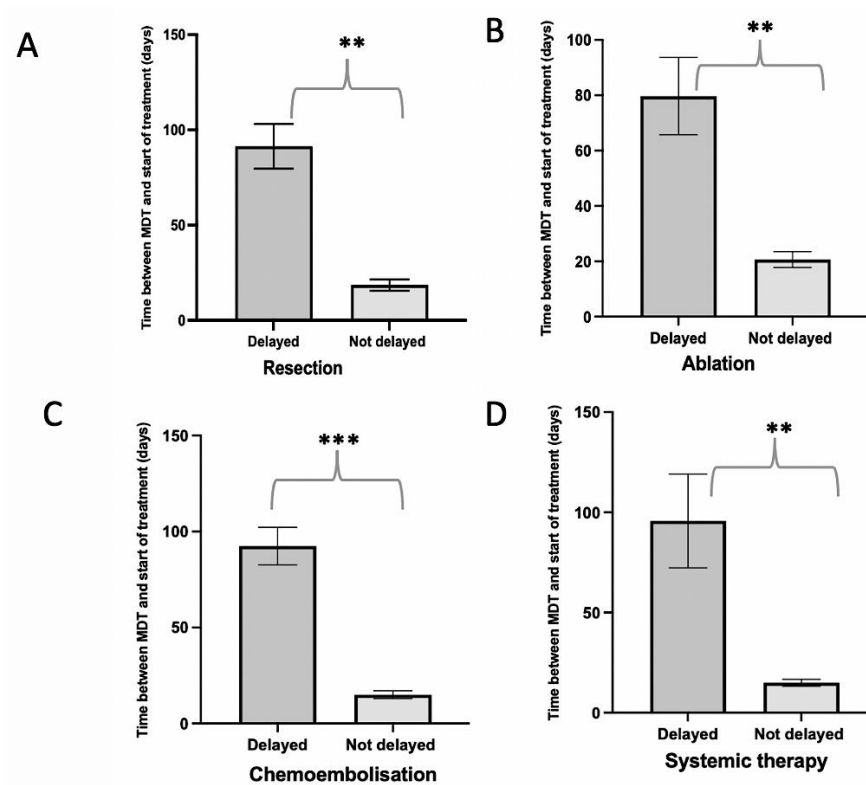 A
Time between MDT and start of treatment (days)
150
100
50
0
**
Delayed
Not delayed
Resection
B
Time between MDT and start of treatment (days)
100
80
60
40
20
0
**
Delayed
Not delayed
Ablation
C
Time between MDT and start of treatment (days)
150
100
50
0
***
Delayed
Not delayed
Chemoembolisation
D
Time between MDT and start of treatment (days)
150
100
50
0
**
Delayed
Not delayed
Systemic therapy